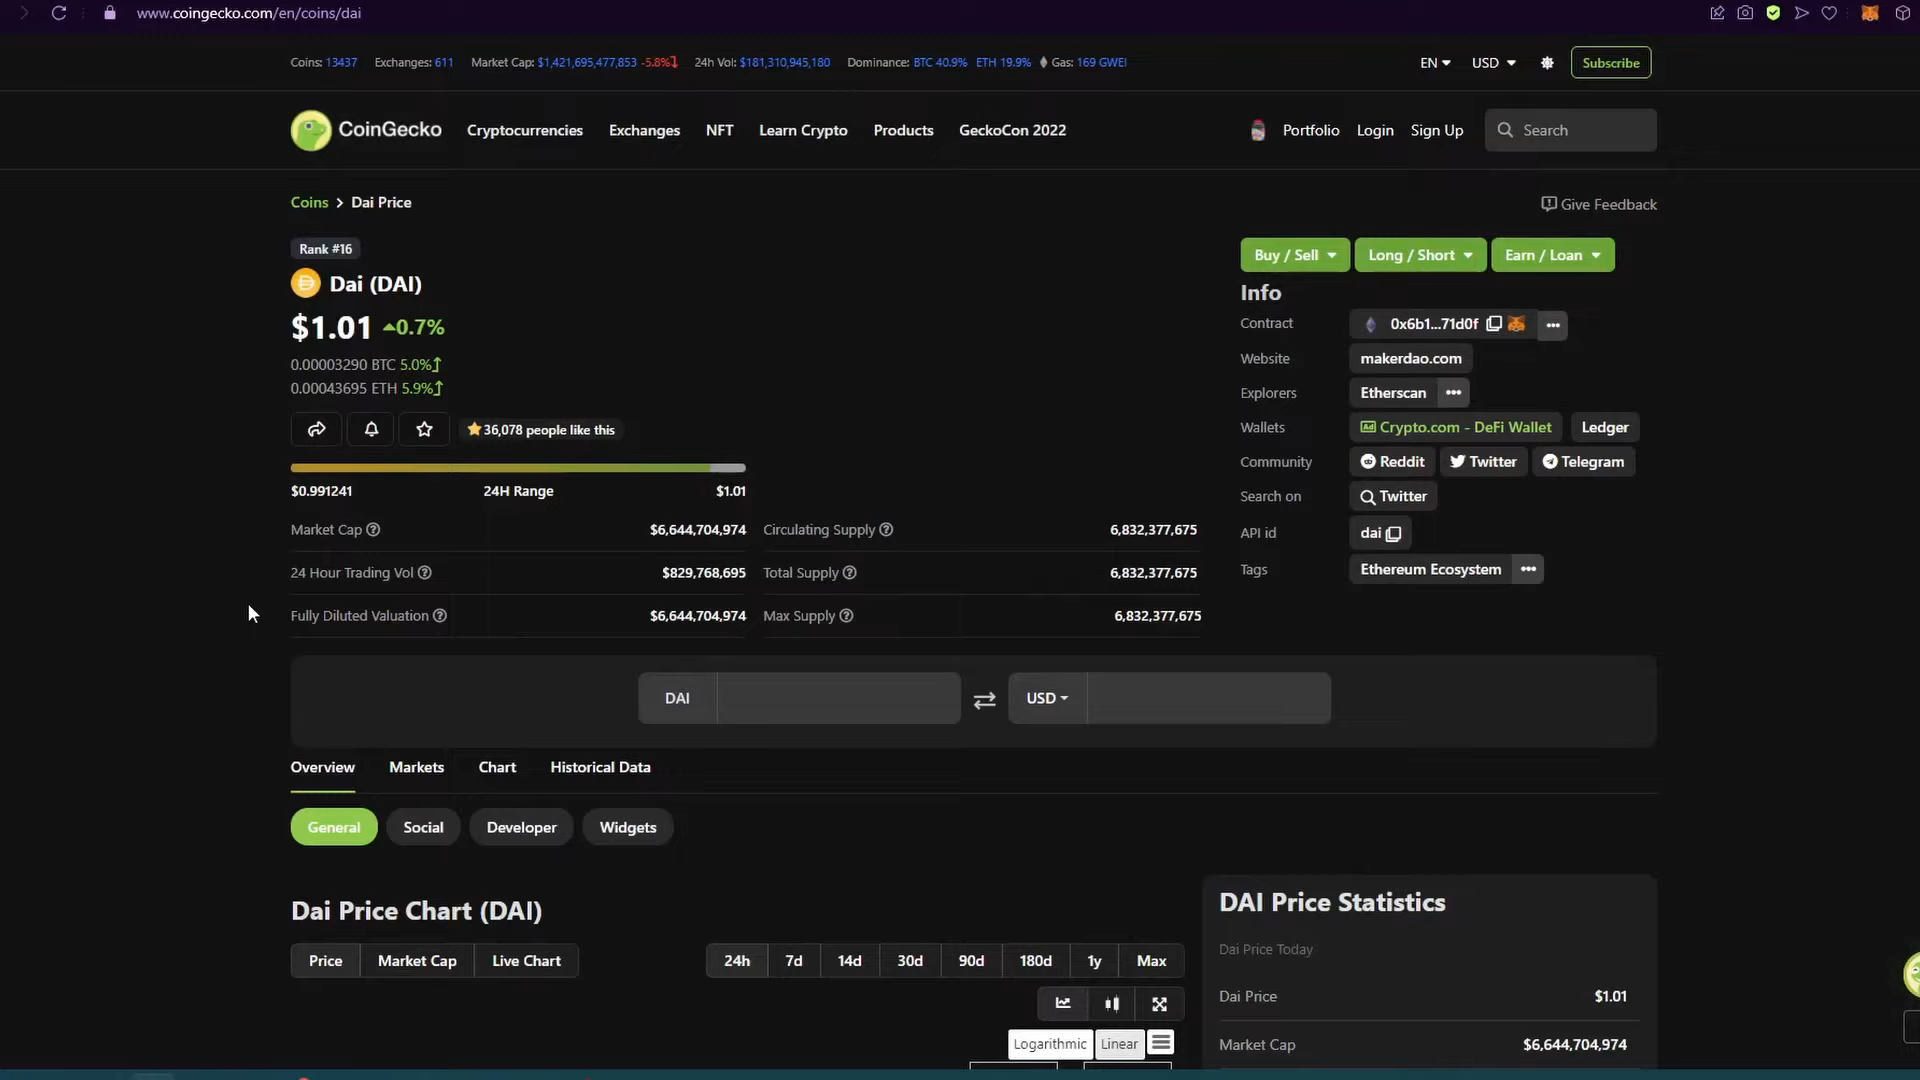 www.coingecko.com/en/coins/dai
Coins: 13437 Exchanges: 611 Market Cap: $1,421,695,477,853 -5.8% 24h Vol: $181,310,945,180 Dominance: BTC 40.9% ETH 19.9% Gas: 169 GWEI
EN USD Subscribe
CoinGecko Cryptocurrencies Exchanges NFT Learn Crypto Products GeckoCon 2022 Portfolio Login Sign Up Search
Coins > Dai Price
Give Feedback
Rank #16
Dai (DAI)
$1.01 0.7%
0.00003290 BTC 5.0%
0.00043695 ETH 5.9%
36,078 people like this
$0.991241 24H Range $1.01
Market Cap $6,644,704,974
24 Hour Trading Vol $829,768,695
Fully Diluted Valuation $6,644,704,974
Circulating Supply 6,832,377,675
Total Supply 6,832,377,675
Max Supply 6,832,377,675
Buy / Sell Long / Short Earn / Loan
Info
Contract 0x6b1...71d0f
Website makerdao.com
Explorers Etherscan
Wallets Ad Crypto.com - DeFi Wallet Ledger
Community Reddit Twitter Telegram
Search on Twitter
API id dai
Tags Ethereum Ecosystem
DAI USD
Overview Markets Chart Historical Data
General Social Developer Widgets
Dai Price Chart (DAI)
Price Market Cap Live Chart 24h 7d 14d 30d 90d 180d 1y Max
Logarithmic Linear
DAI Price Statistics
Dai Price Today
Dai Price $1.01
Market Cap $6,644,704,974